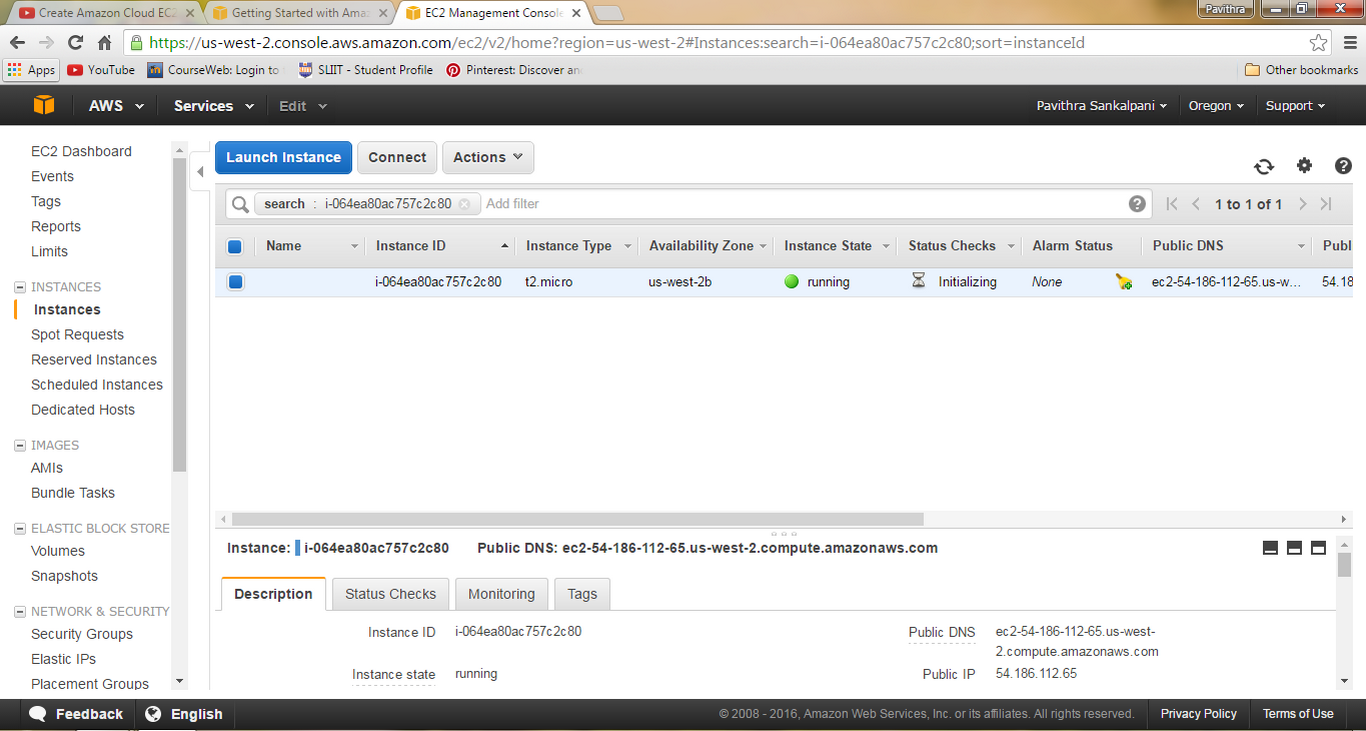 Create Amazon Cloud EC2
Getting Started with Amaz
EC2 Management Console
Pavithra
https://us-west-2.console.aws.amazon.com/ec2/v2/home?region=us-west-2#Instances:search=i-064ea80ac757c2c80;sort=instanceId
Apps YouTube CourseWeb: Login to SLIIT - Student Profile Pinterest: Discover an Other bookmarks
AWS Services Edit Pavithra Sankalpani Oregon Support
EC2 Dashboard
Events
Tags
Reports
Limits
INSTANCES
Instances
Spot Requests
Reserved Instances
Scheduled Instances
Dedicated Hosts
IMAGES
AMIs
Bundle Tasks
ELASTIC BLOCK STORE
Volumes
Snapshots
NETWORK & SECURITY
Security Groups
Elastic IPs
Placement Groups
Launch Instance Connect Actions
search : i-064ea80ac757c2c80 Add filter 1 to 1 of 1
Name Instance ID Instance Type Availability Zone Instance State Status Checks Alarm Status Public DNS Publ
i-064ea80ac757c2c80 t2.micro us-west-2b running Initializing None ec2-54-186-112-65.us-w... 54.18
Instance: i-064ea80ac757c2c80 Public DNS: ec2-54-186-112-65.us-west-2.compute.amazonaws.com
Description Status Checks Monitoring Tags
Instance ID i-064ea80ac757c2c80 Public DNS ec2-54-186-112-65.us-west-
2.compute.amazonaws.com
Instance state running Public IP 54.186.112.65
Feedback English © 2008 - 2016, Amazon Web Services, Inc. or its affiliates. All rights reserved. Privacy Policy Terms of Use